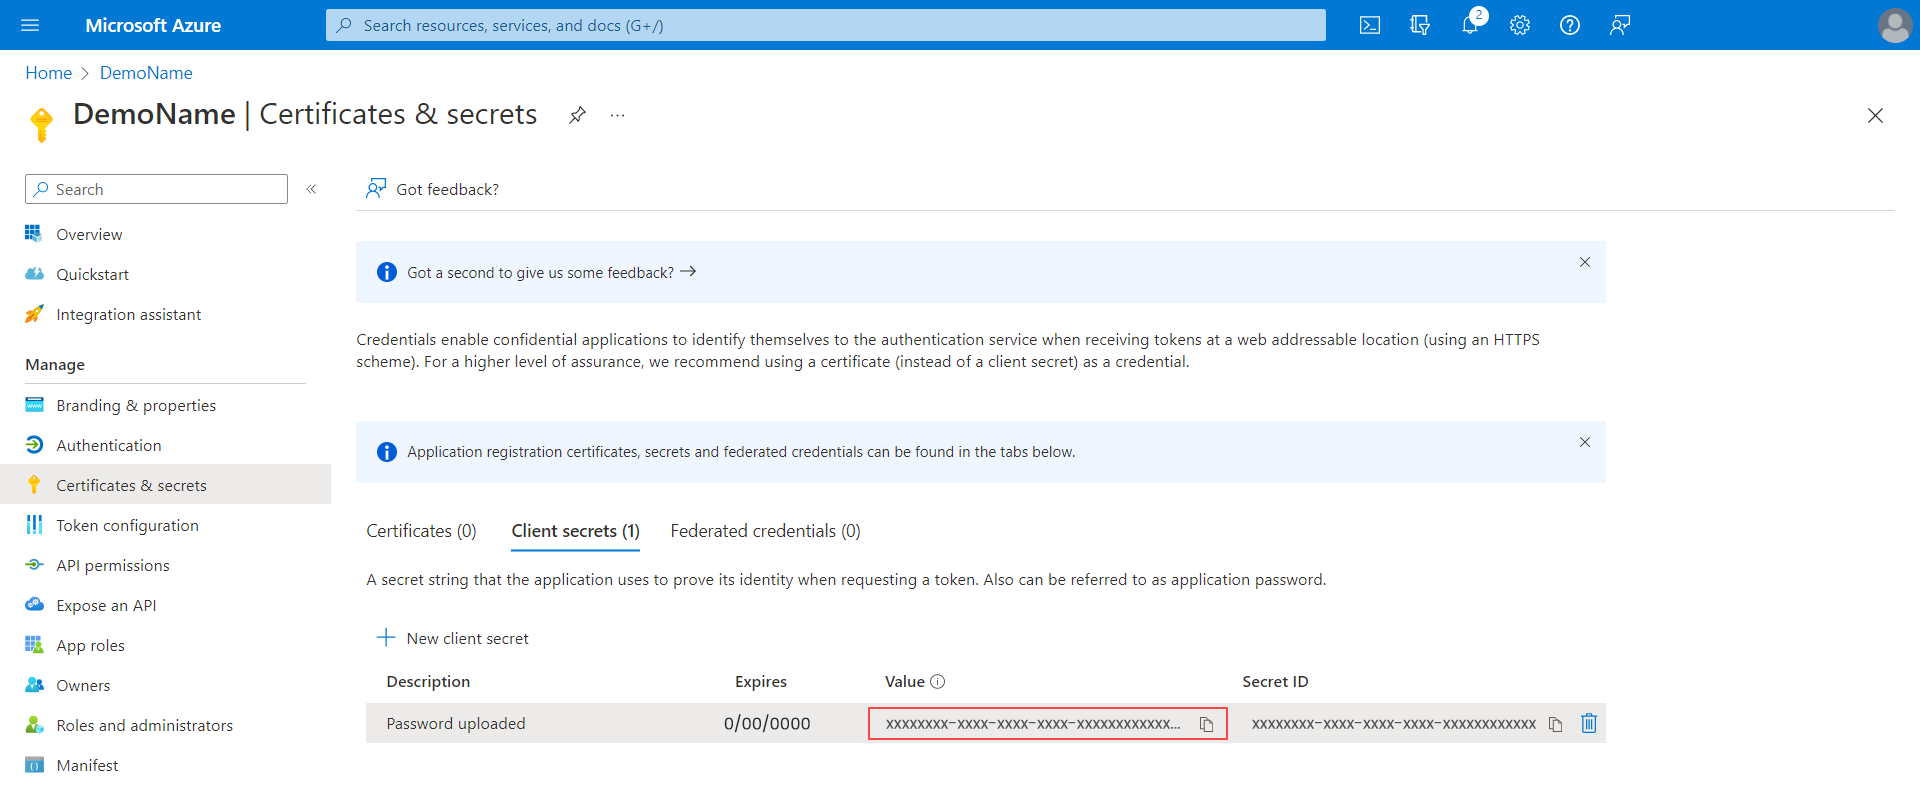 Microsoft Azure
Search resources, services, and docs (G+/)
2
Home > DemoName
DemoName | Certificates & secrets
...
Search
«
Got feedback?
Overview
Quickstart
Integration assistant
Manage
Branding & properties
Authentication
Certificates & secrets
Token configuration
API permissions
Expose an API
App roles
Owners
Roles and administrators
Manifest
Got a second to give us some feedback? →
Credentials enable confidential applications to identify themselves to the authentication service when receiving tokens at a web addressable location (using an HTTPS
scheme). For a higher level of assurance, we recommend using a certificate (instead of a client secret) as a credential.
Application registration certificates, secrets and federated credentials can be found in the tabs below.
Certificates (0) Client secrets (1) Federated credentials (0)
A secret string that the application uses to prove its identity when requesting a token. Also can be referred to as application password.
New client secret
Description Expires Value Secret ID
Password uploaded 0/00/0000 xxxxxxxx-xxxx-xxxx-xxxx-xxxxxxxxxxxx... xxxxxxxx-xxxx-xxxx-xxxx-xxxxxxxxxxxx